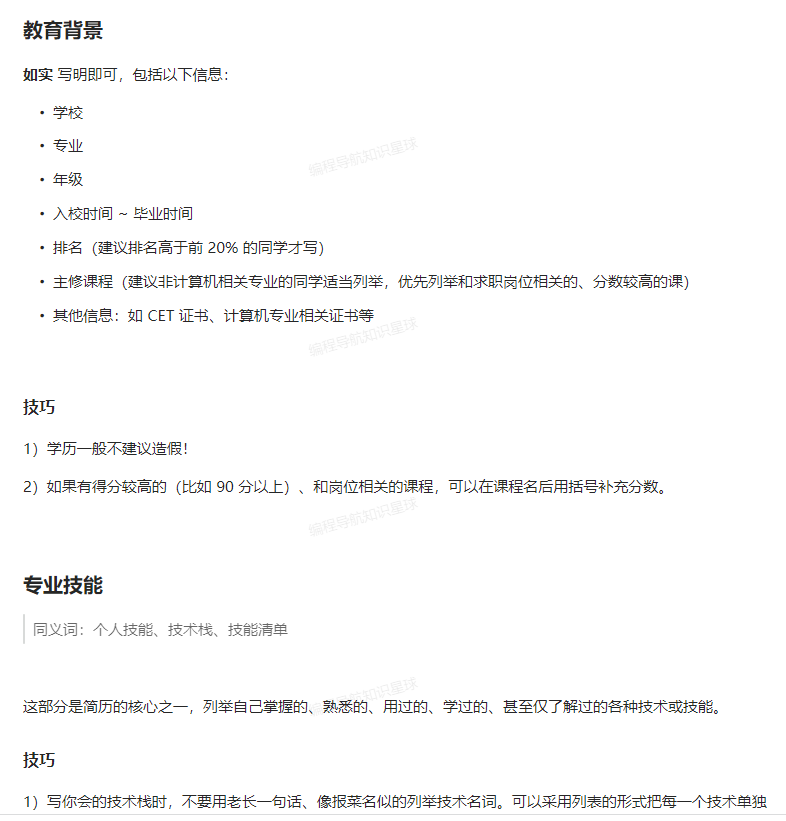 教育背景
如实 写明即可，包括以下信息：
• 学校
• 专业
• 年级
• 入校时间 ~ 毕业时间
编程导航知识星球
• 排名（建议排名高于前 20% 的同学才写）
• 主修课程（建议非计算机相关专业的同学适当列举，优先列举和求职岗位相关的、分数较高的课）
• 其他信息：如 CET 证书、计算机专业相关证书等
编程导航知识星球
技巧
1）学历一般不建议造假！
2）如果有得分较高的（比如 90 分以上）、和岗位相关的课程，可以在课程名后用括号补充分数。
编程导航知识星球
专业技能
同义词：个人技能、技术栈、技能清单
编程导航知识星球
这部分是简历的核心之一，列举自己掌握的、熟悉的、用过的、学过的、甚至仅了解过的各种技术或技能。
技巧
1）写你会的技术栈时，不要用老长一句话、像报菜名似的列举技术名词。可以采用列表的形式把每一个技术单独